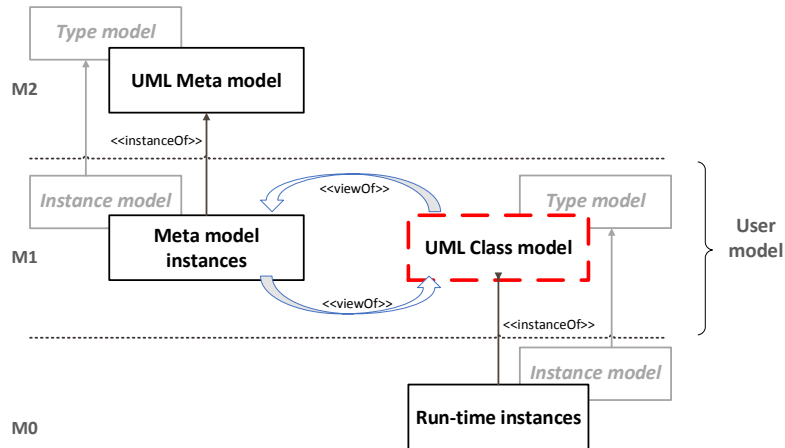 Type model
UML Meta model
M2
<<instanceOf>>
<<viewOf>>
Instance model
Type model
Meta model
instances
UML Class model
User
model
M1
<<viewOf>>
<<instanceOf>>
Instance model
Run-time instances
M0